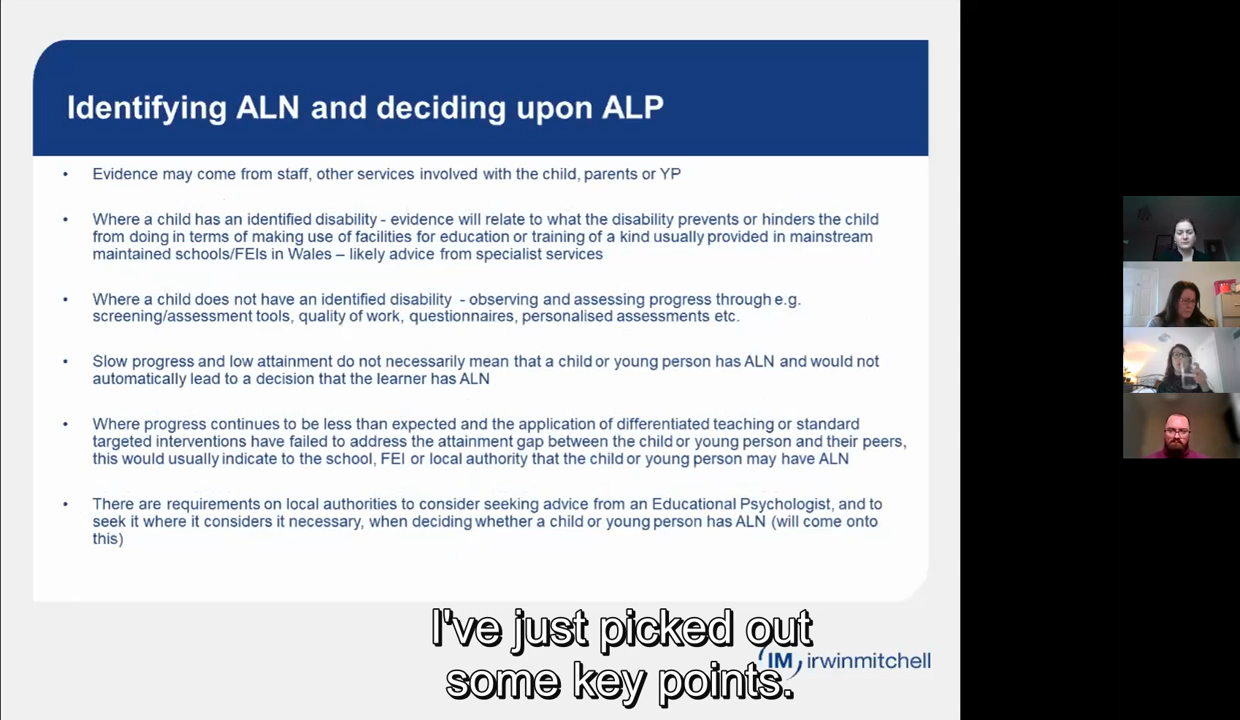 Identifying ALN and deciding upon ALP
• Evidence may come from staff, other services involved with the child, parents or YP
• Where a child has an identified disability - evidence will relate to what the disability prevents or hinders the child
from doing in terms of making use of facilities for education or training of a kind usually provided in mainstream
maintained schools/FEIs in Wales – likely advice from specialist services
• Where a child does not have an identified disability - observing and assessing progress through e.g.
screening/assessment tools, quality of work, questionnaires, personalised assessments etc.
• Slow progress and low attainment do not necessarily mean that a child or young person has ALN and would not
automatically lead to a decision that the learner has ALN
• Where progress continues to be less than expected and the application of differentiated teaching or standard
targeted interventions have failed to address the attainment gap between the child or young person and their peers,
this would usually indicate to the school, FEI or local authority that the child or young person may have ALN
• There are requirements on local authorities to consider seeking advice from an Educational Psychologist, and to
seek it where it considers it necessary, when deciding whether a child or young person has ALN (will come onto
this)
I've just picked out
some key points.
IM irwinmitchell